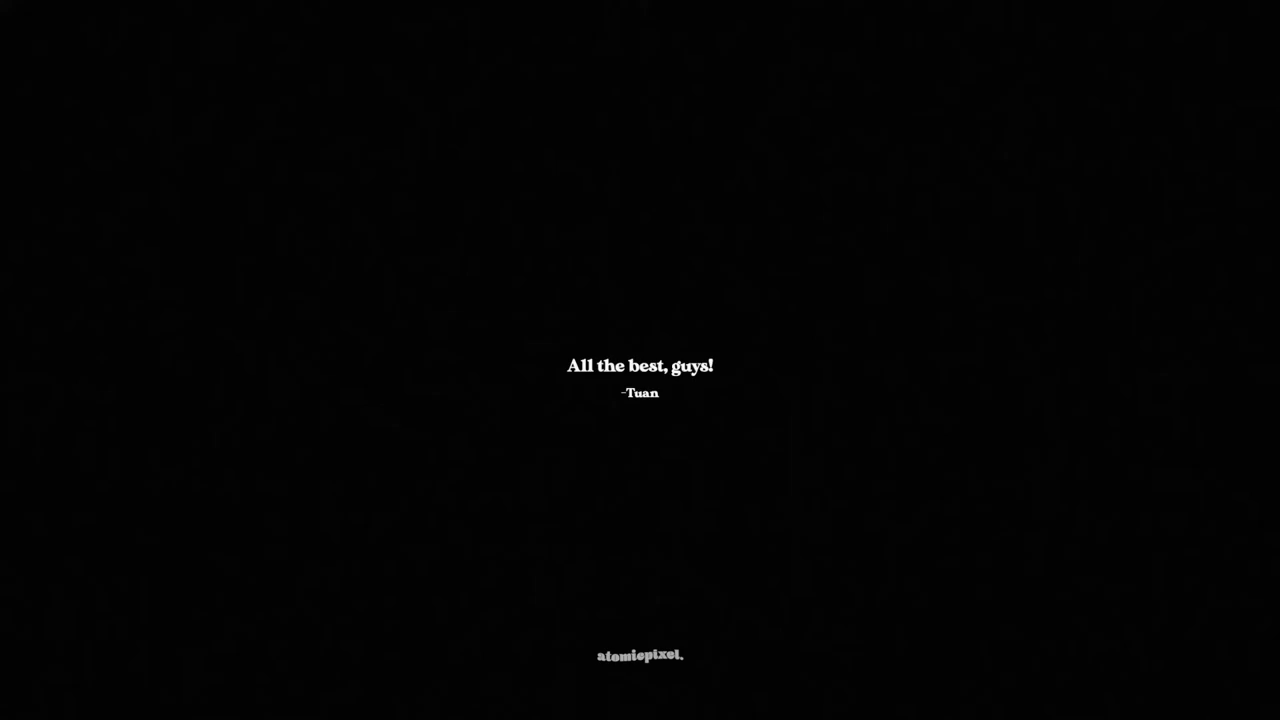 All the best, guys!
-Tuan
atomicpixel.